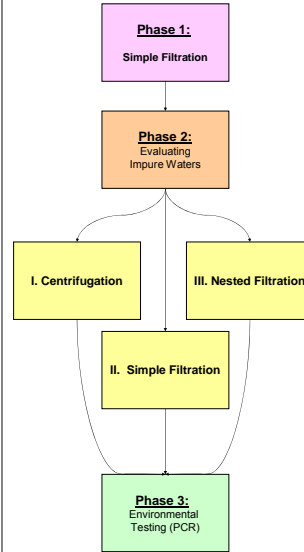 Phase 1:
Simple Filtration
Phase 2:
Evaluating
Impure Waters
I. Centrifugation
III. Nested Filtration
II. Simple Filtration
Phase 3:
Environmental
Testing (PCR)